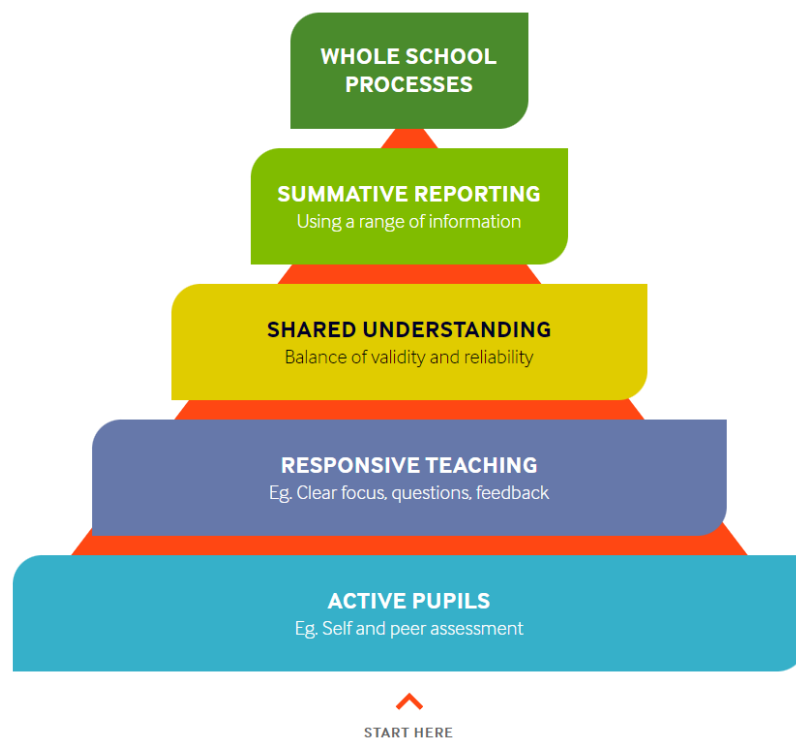 WHOLE SCHOOL
PROCESSES
SUMMATIVE REPORTING
Using a range of information
SHARED UNDERSTANDING
Balance of validity and reliability
RESPONSIVE TEACHING
Eg. Clear focus, questions, feedback
ACTIVE PUPILS
Eg. Self and peer assessment
START HERE